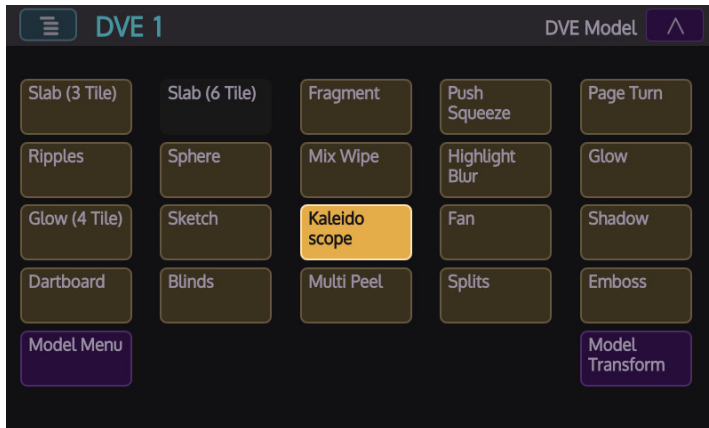 DVE 1
DVE Model
Slab (3 Tile)
Slab (6 Tile)
Fragment
Push
Squeeze
Page Turn
Ripples
Sphere
Mix Wipe
Highlight
Blur
Glow
Glow (4 Tile)
Sketch
Kaleido
scope
Fan
Shadow
Dartboard
Blinds
Multi Peel
Splits
Emboss
Model Menu
Model
Transform